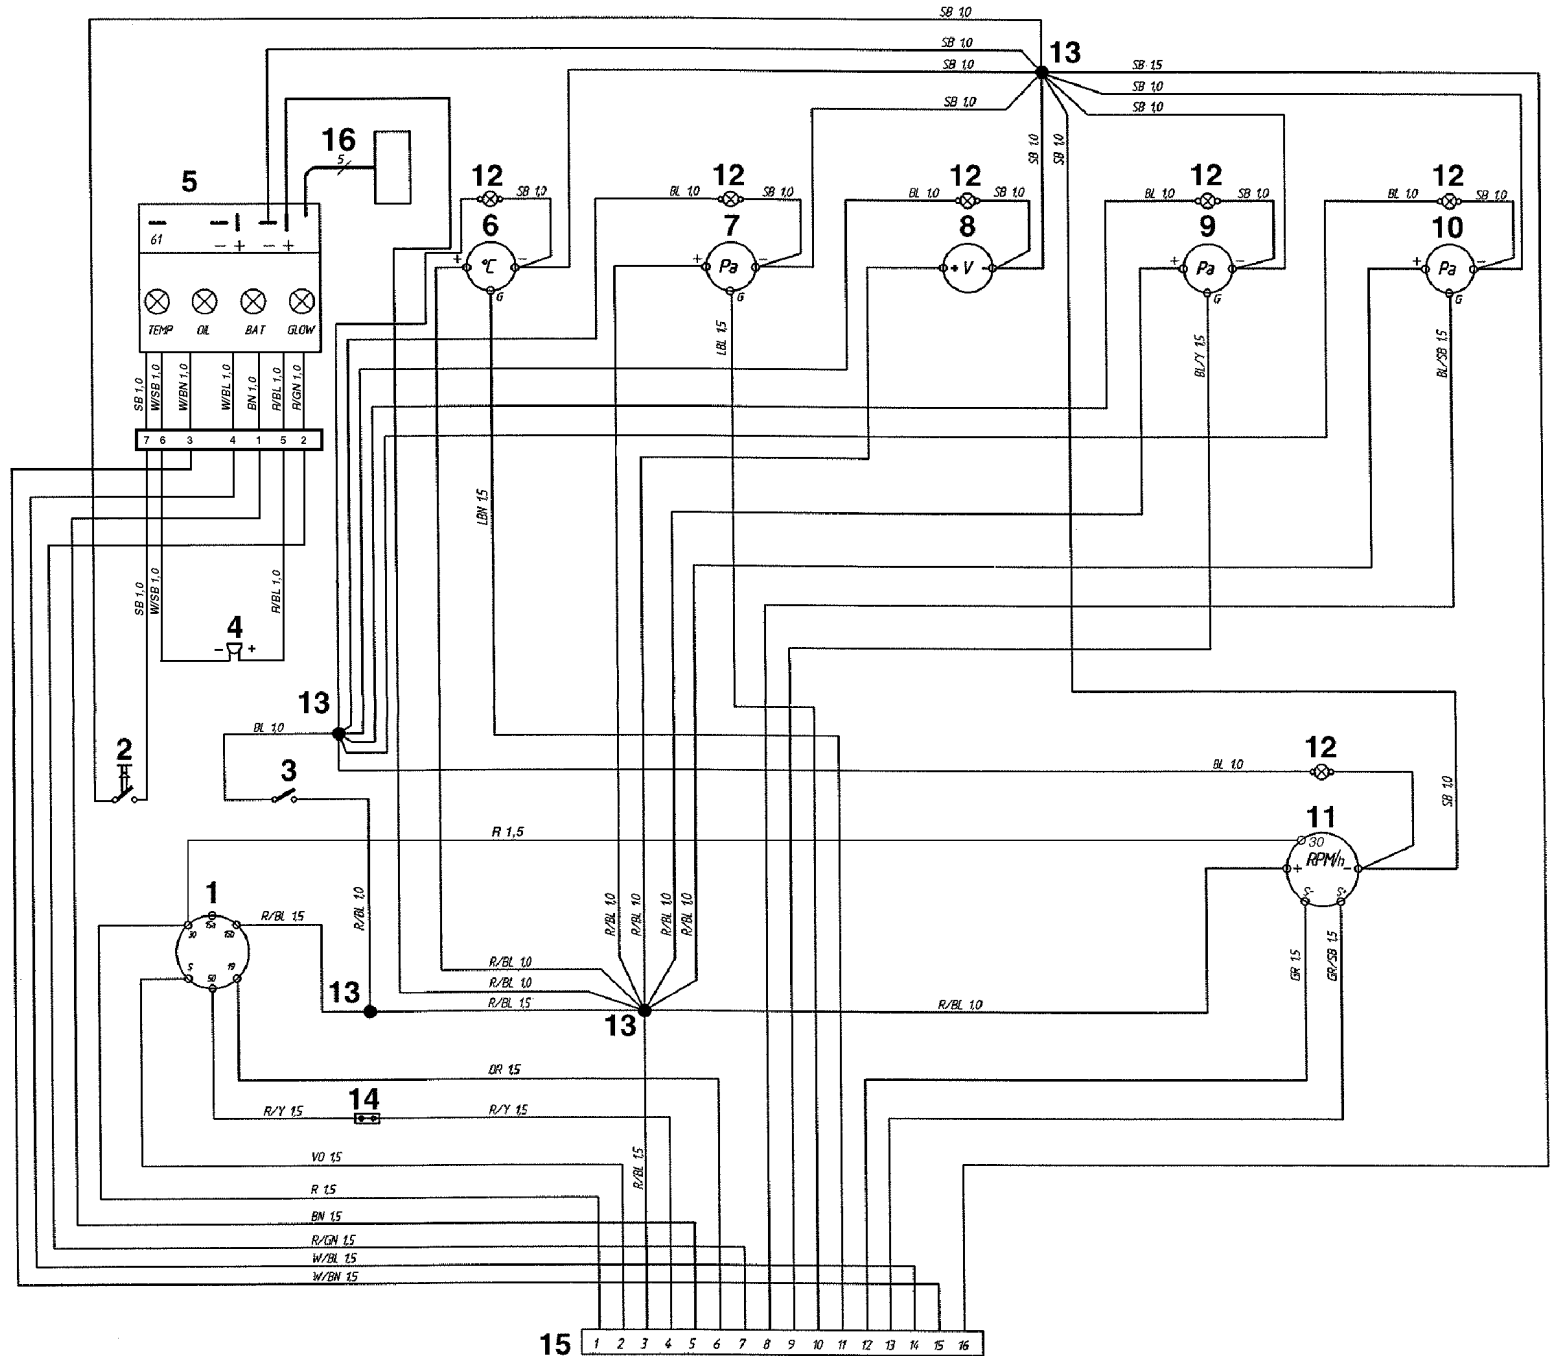 SB 1,0
SB 1,0
13
SB 1,0
SB 1,5
SB 1,0
SB 1,0
SB 1,0
16
5
SB 1,0
SB 1,0
5
12
SB 1,0
BL 1,0
12
SB 1,0
BL 1,0
12
SB 1,0
BL 1,0
12
SB 1,0
BL 1,0
12
SB 1,0
6
7
8
9
10
61
- + - +
+ °C -
G
+ Pa -
G
+ V -
+ Pa -
G
+ Pa -
G
TEMP OIL BAT GLOW
LBL 1,5
BL/Y 1,5
BL/SB 1,5
SB 1,0
W/SB 1,0
W/BN 1,0
W/BL 1,0
BN 1,0
R/BL 1,0
R/GN 1,0
7 6 3 4 1 5 2
LBN 1,5
SB 1,0
W/SB 1,0
R/BL 1,0
4
- +
13
BL 1,0
2
3
12
BL 1,0
SB 1,0
11
R 1,5
30
RPM/h
+ -
S- S+
1
30 15a 15b
S 50 19
R/BL 1,5
R/BL 1,0
R/BL 1,0
R/BL 1,0
R/BL 1,0
R/BL 1,0
GR 1,5
GR/SB 1,5
R/BL 1,0
R/BL 1,0
13
R/BL 1,5
13
R/BL 1,0
OR 1,5
14
R/Y 1,5
R/Y 1,5
VO 1,5
R/BL 1,5
R 1,5
BN 1,5
R/GN 1,5
W/BL 1,5
W/BN 1,5
15
1 2 3 4 5 6 7 8 9 10 11 12 13 14 15 16